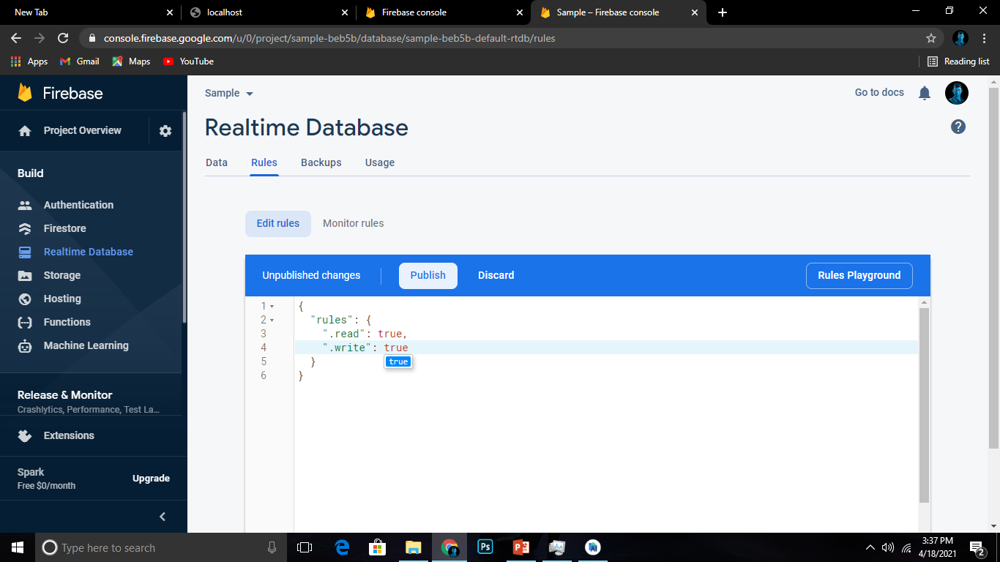 New Tab
localhost
Firebase console
Sample – Firebase console
console.firebase.google.com/u/0/project/sample-beb5b/database/sample-beb5b-default-rtdb/rules
Apps
Gmail
Maps
YouTube
Reading list
Firebase
Project Overview
Build
Authentication
Firestore
Realtime Database
Storage
Hosting
Functions
Machine Learning
Release & Monitor
Crashlytics, Performance, Test La...
Extensions
Spark
Free $0/month
Upgrade
Sample
Go to docs
Realtime Database
Data Rules Backups Usage
Edit rules Monitor rules
Unpublished changes Publish Discard Rules Playground
1 {
2 "rules": {
3 ".read": true,
4 ".write": true
true
5 }
6 }
Type here to search
Ps
3:37 PM
4/18/2021
2